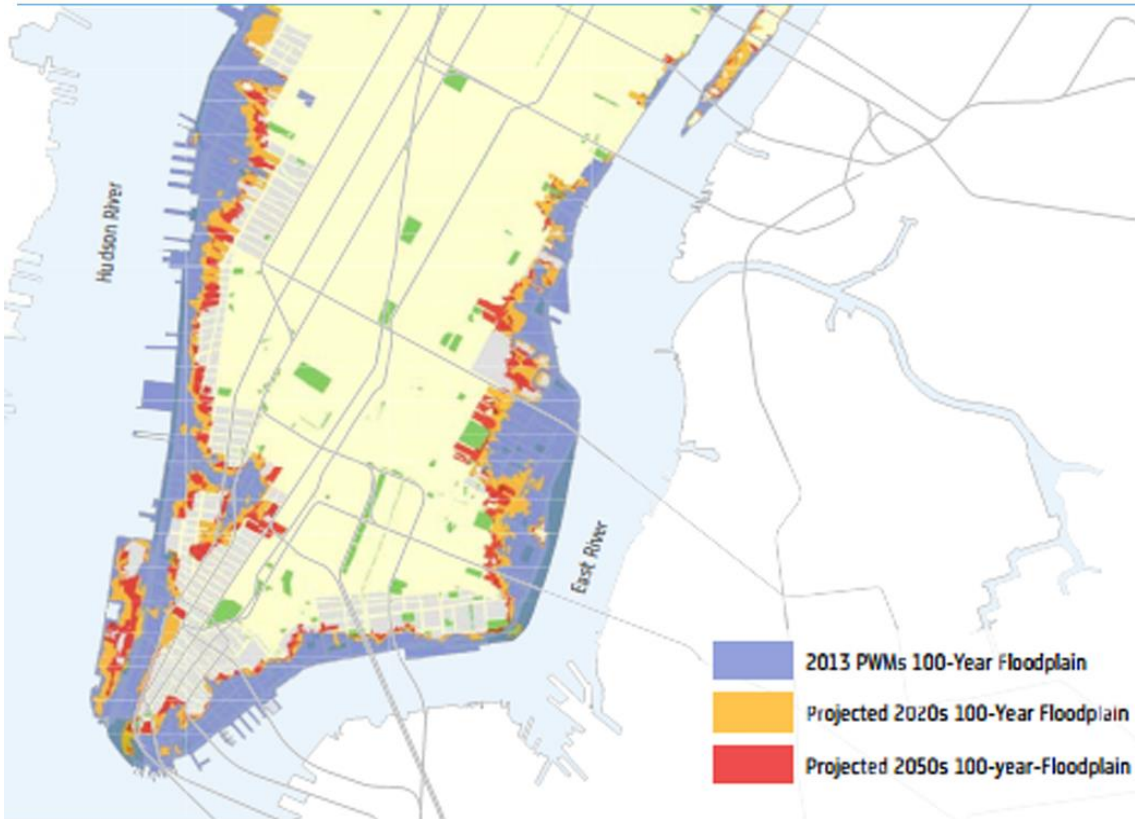 Hudson River
East River
2013 PWMs 100-Year Floodplain
Projected 2020s 100-Year Floodplain
Projected 2050s 100-year-Floodplain